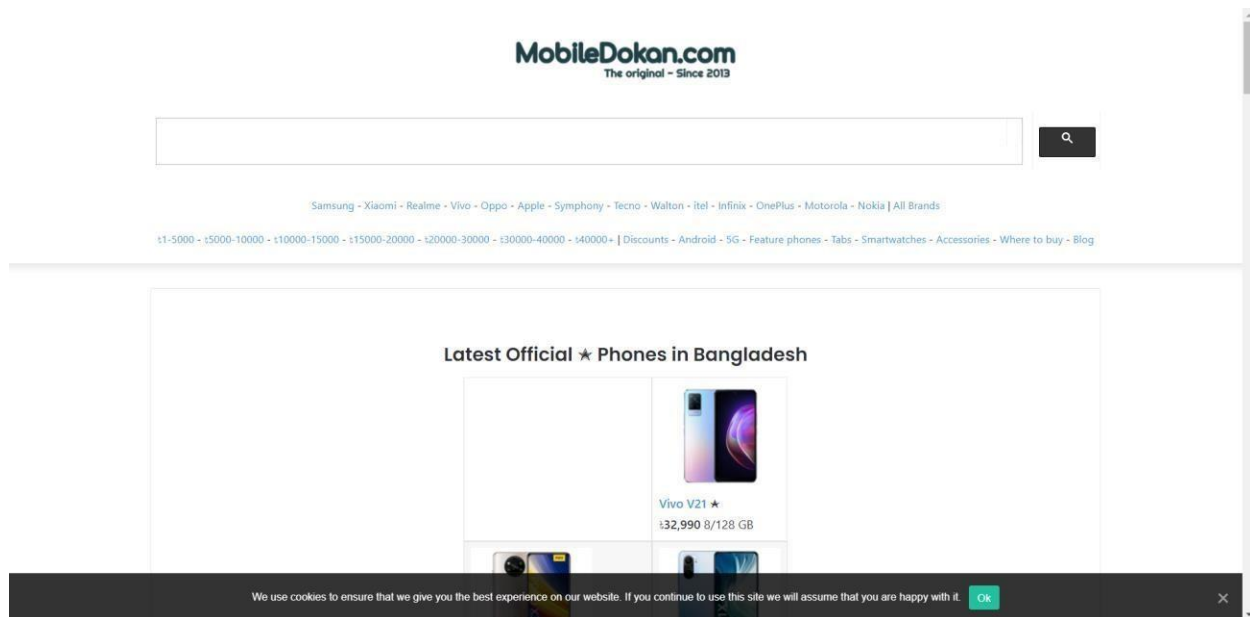 MobileDokan.com
The original - Since 2013
Samsung - Xiaomi - Realme - Vivo - Oppo - Apple - Symphony - Tecno - Walton - itel - Infinix - OnePlus - Motorola - Nokia | All Brands
৳1-5000 - ৳5000-10000 - ৳10000-15000 - ৳15000-20000 - ৳20000-30000 - ৳30000-40000 - ৳40000+ | Discounts - Android - 5G - Feature phones - Tabs - Smartwatches - Accessories - Where to buy - Blog
Latest Official ★ Phones in Bangladesh
Vivo V21 ★
৳32,990 8/128 GB
We use cookies to ensure that we give you the best experience on our website. If you continue to use this site we will assume that you are happy with it. Ok